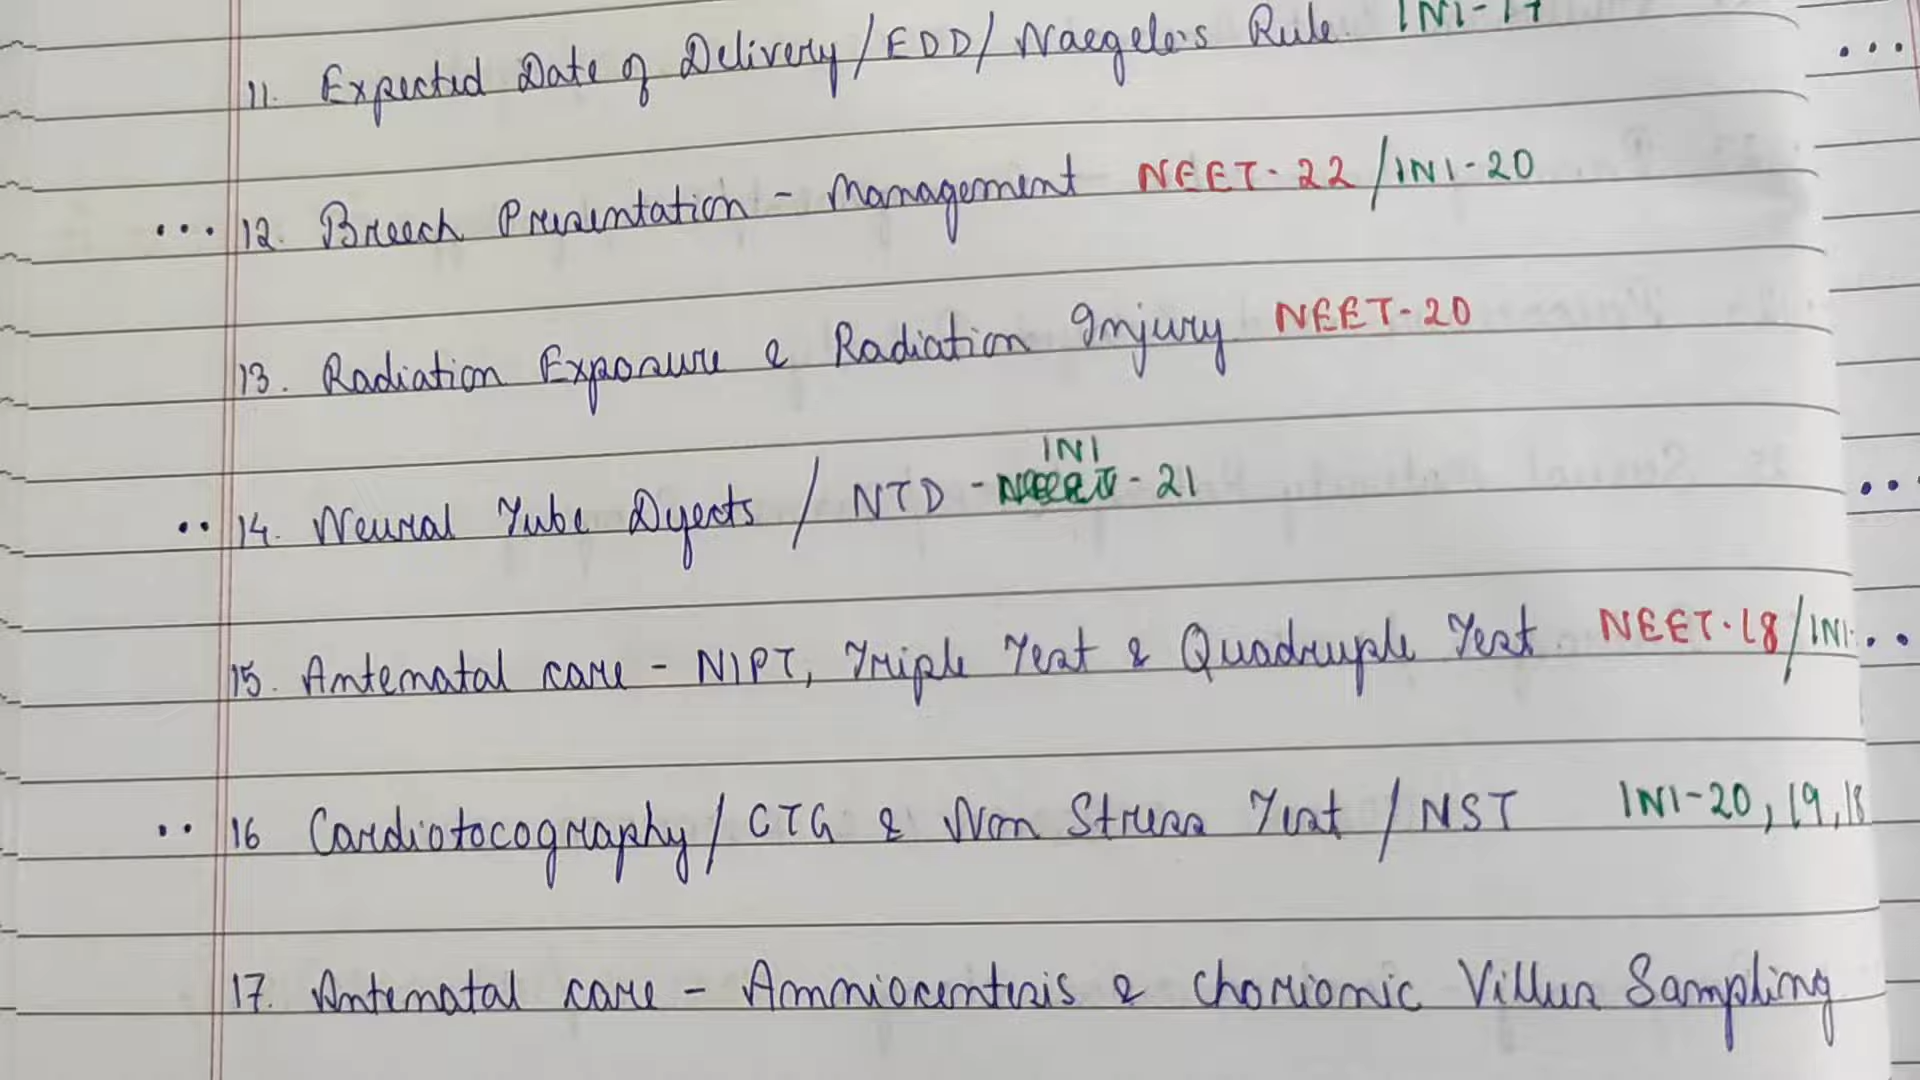 11. Expected Date of Delivery / EDD / Naegele's Rule. INI-17
12. Breech Presentation - Management NEET-22 / INI-20
13. Radiation Exposure & Radiation Injury NEET-20
INI
14. Neural Tube Defects / NTD - - 21
15. Antenatal care - NIPT, Triple Test & Quadruple Test. NEET-18 / INI-
16 Cardiotocography / CTG & Non Stress Test / NST INI-20, 19, 18
17. Antenatal care - Amniocentesis & Chorionic Villus Sampling